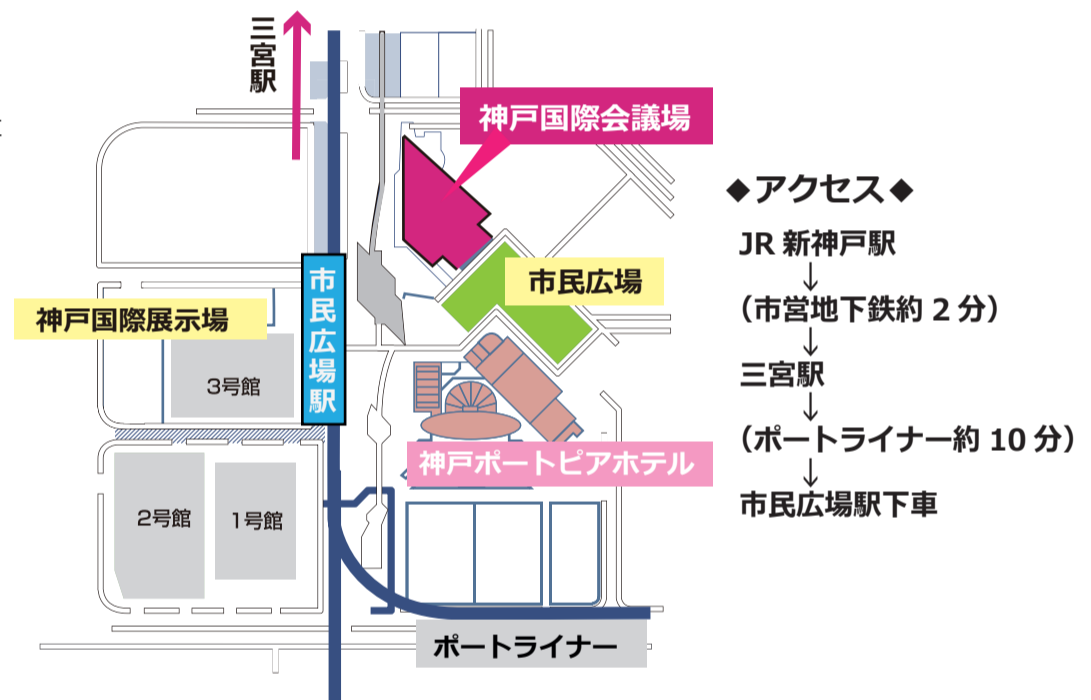 三宮駅
神戸国際会議場
市民広場
市民広場駅
神戸国際展示場
3号館
神戸ポートピアホテル
2号館
1号館
ポートライナー
◆アクセス◆
JR 新神戸駅
↓
（市営地下鉄約 2 分）
↓
三宮駅
↓
（ポートライナー約 10 分）
↓
市民広場駅下車